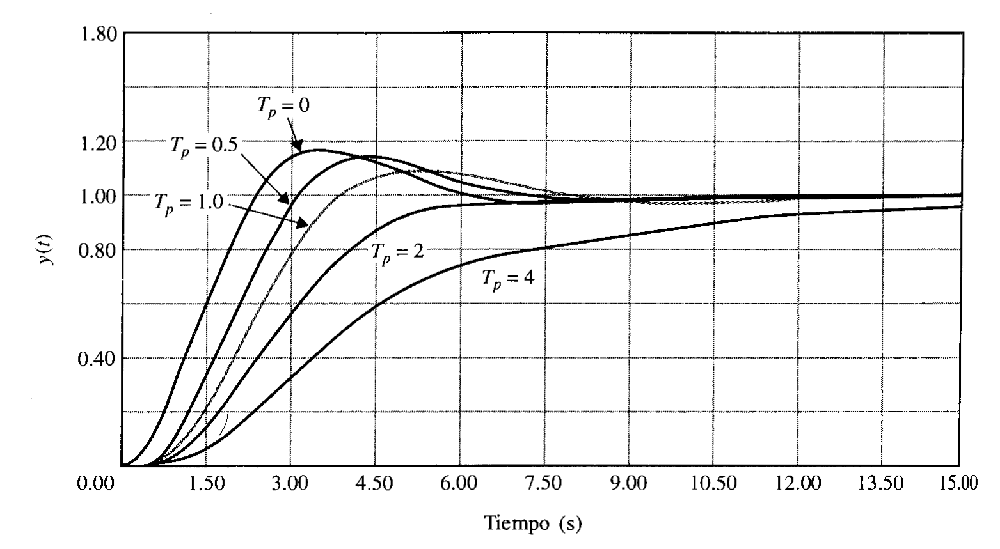 1.80
T_p = 0
1.20
T_p = 0.5
1.00
T_p = 1.0
y(t)
0.80
T_p = 2
T_p = 4
0.40
0.00 1.50 3.00 4.50 6.00 7.50 9.00 10.50 12.00 13.50 15.00
Tiempo (s)